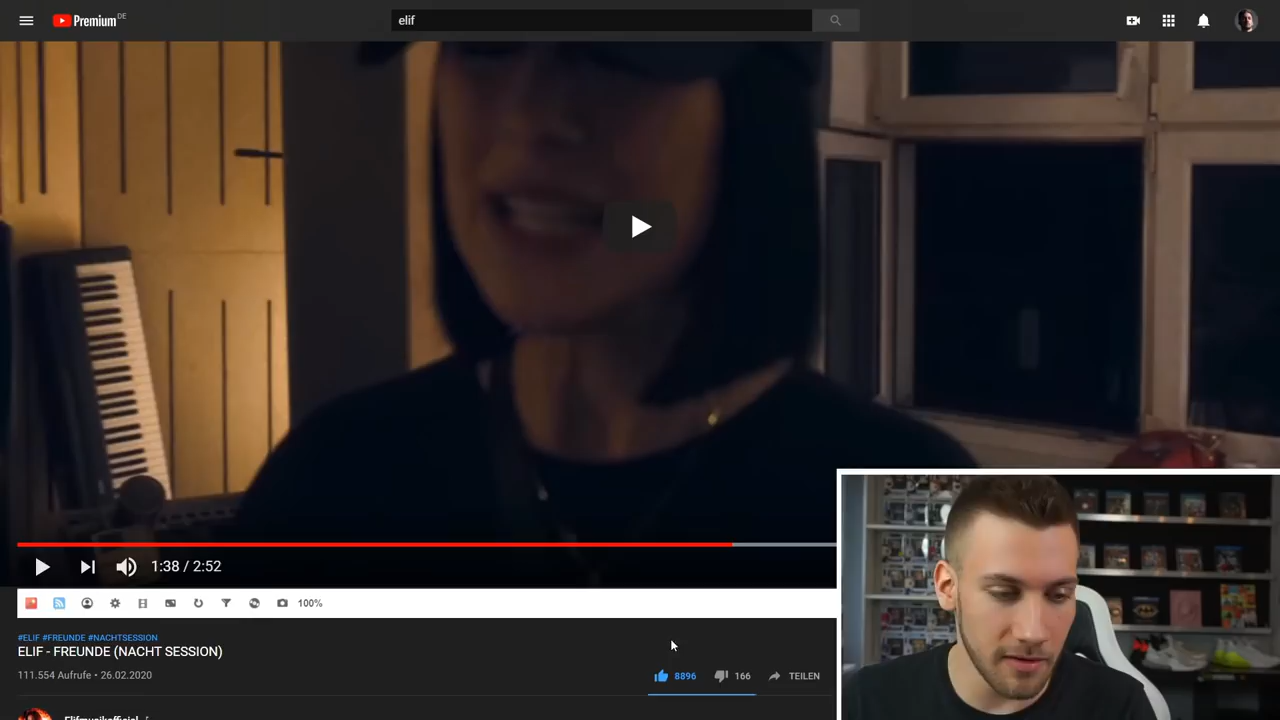 Premium DE
elif
1:38 / 2:52
100%
#ELIF #FREUNDE #NACHTSESSION
ELIF - FREUNDE (NACHT SESSION)
111.554 Aufrufe • 26.02.2020
8896 166 TEILEN
Elifmusikofficial